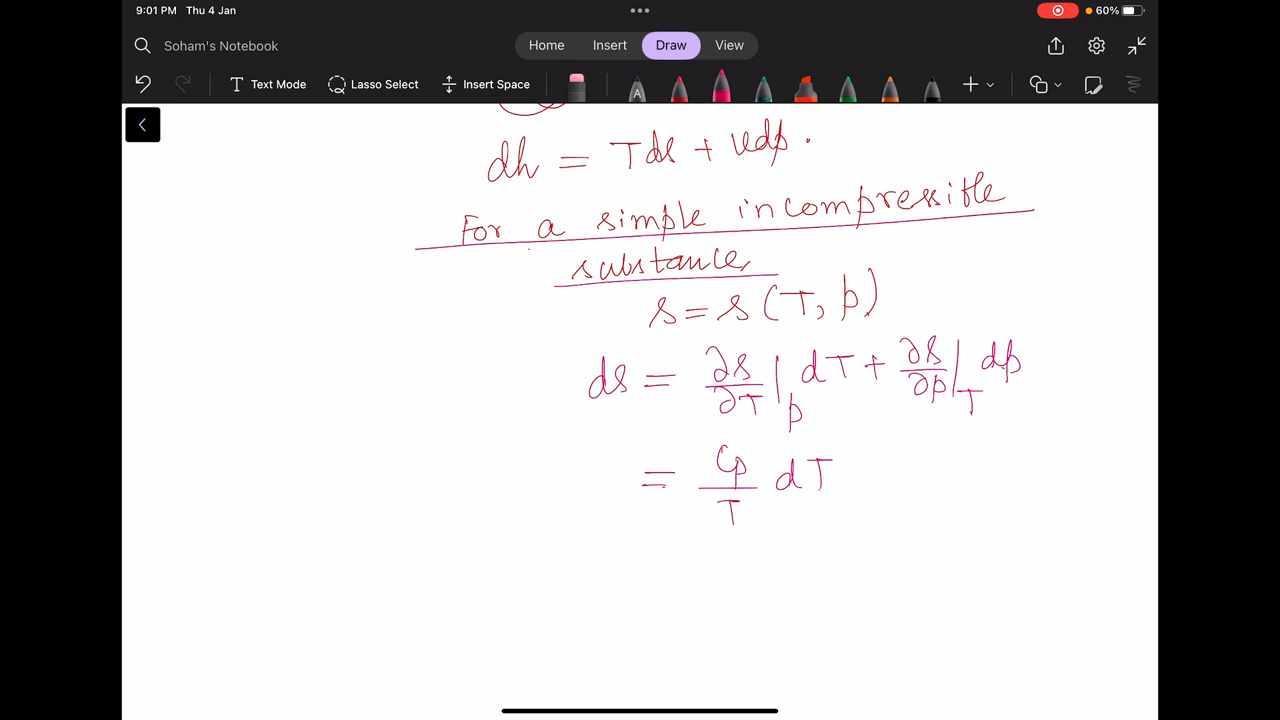 9:01 PM Thu 4 Jan
60%
Soham's Notebook
Home Insert Draw View
Text Mode Lasso Select Insert Space
A
dh = Tds + vdp.
For a simple incompressible
substance,
s = s (T, p)
ds = ∂s/∂T |p dT + ∂s/∂p |T dp
= Cp/T dT